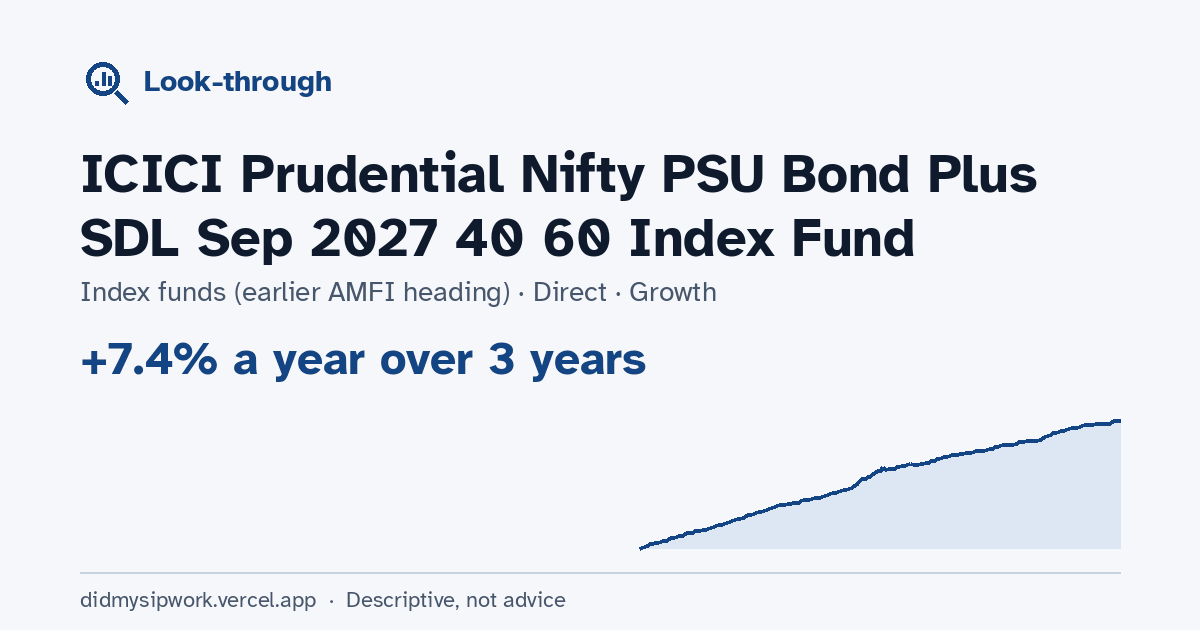 Look-through
ICICI Prudential Nifty PSU Bond Plus
SDL Sep 2027 40 60 Index Fund
Index funds (earlier AMFI heading) · Direct · Growth
+7.4% a year over 3 years
didmysipwork.vercel.app · Descriptive, not advice